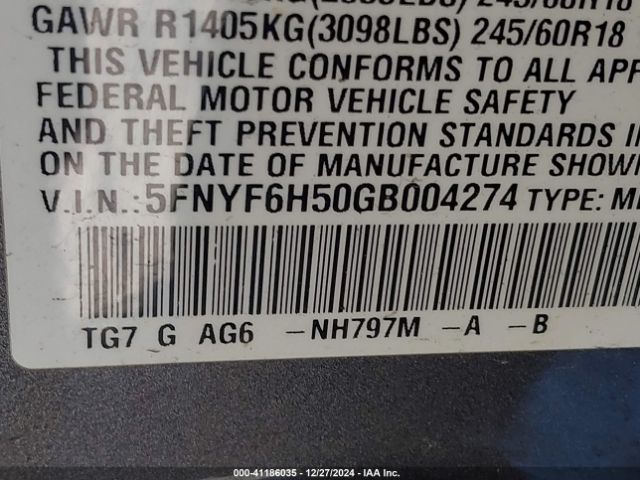 GAWR R1405KG(3098LBS) 245/60R18
THIS VEHICLE CONFORMS TO ALL APP
FEDERAL MOTOR VEHICLE SAFETY
AND THEFT PREVENTION STANDARDS I
ON THE DATE OF MANUFACTURE SHOWN
V.I.N.:5FNYF6H50GB004274 TYPE: M
TG7 G AG6 -NH797M -A -B
000-41186035 - 12/27/2024 - IAA Inc.